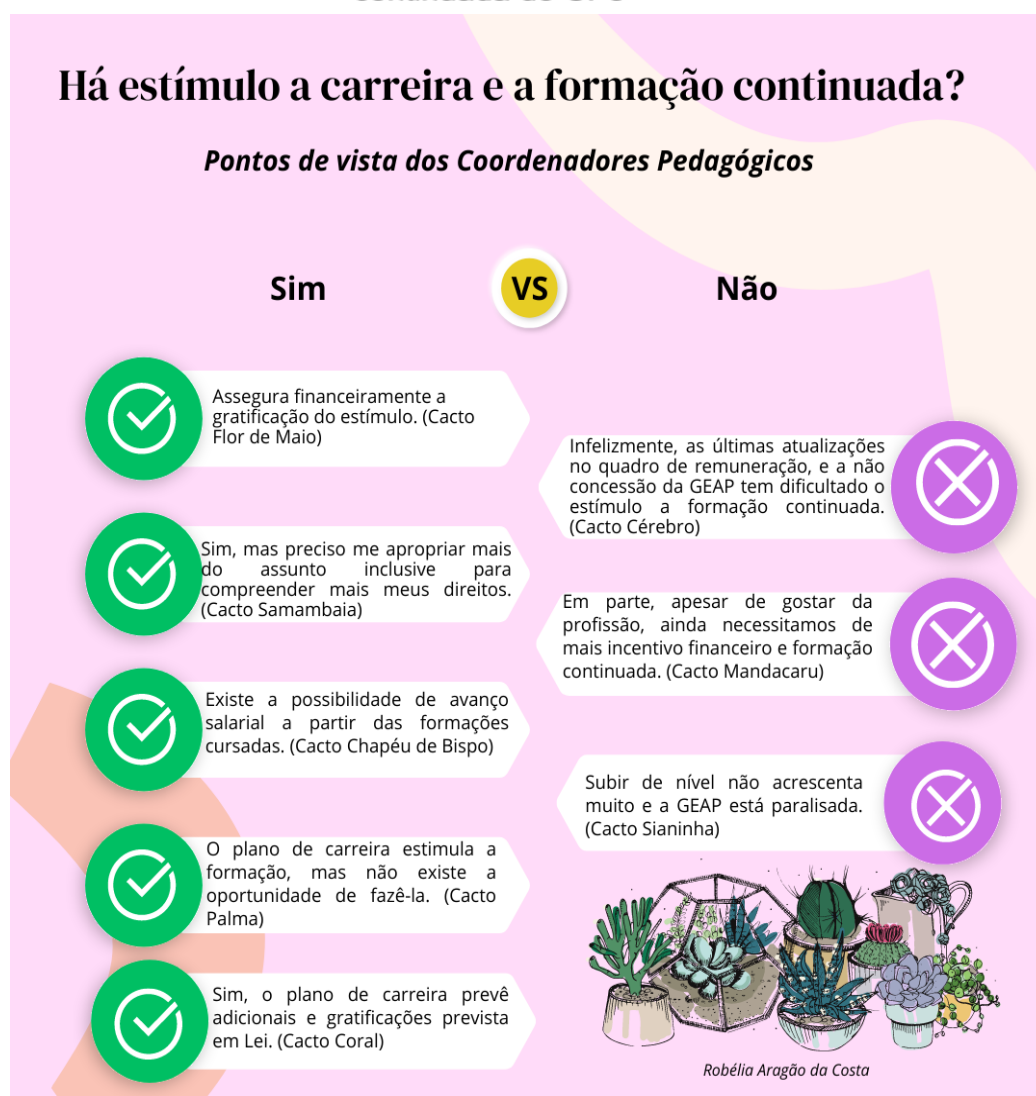 Há estímulo a carreira e a formação continuada?
Pontos de vista dos Coordenadores Pedagógicos
Sim
VS
Não
Assegura financeiramente a
gratificação do estímulo. (Cacto
Flor de Maio)
Sim, mas preciso me apropriar mais
do assunto inclusive para
compreender mais meus direitos.
(Cacto Samambaia)
Existe a possibilidade de avanço
salarial a partir das formações
cursadas. (Cacto Chapéu de Bispo)
O plano de carreira estimula a
formação, mas não existe a
oportunidade de fazê-la. (Cacto
Palma)
Sim, o plano de carreira prevê
adicionais e gratificações prevista
em Lei. (Cacto Coral)
Infelizmente, as últimas atualizações
no quadro de remuneração, e a não
concessão da GEAP tem dificultado o
estímulo a formação continuada.
(Cacto Cérebro)
Em parte, apesar de gostar da
profissão, ainda necessitamos de
mais incentivo financeiro e formação
continuada. (Cacto Mandacaru)
Subir de nível não acrescenta
muito e a GEAP está paralisada.
(Cacto Sianinha)
Robélia Aragão da Costa